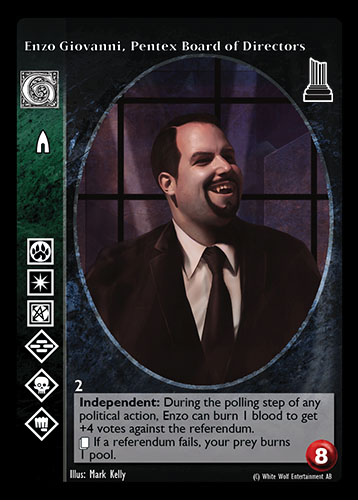 Enzo Giovanni, Pentex Board of Directors
2
Independent: During the polling step of any
political action, Enzo can burn 1 blood to get
+4 votes against the referendum.
If a referendum fails, your prey burns
1 pool.
8
Illus: Mark Kelly
(C) White Wolf Entertainment AB